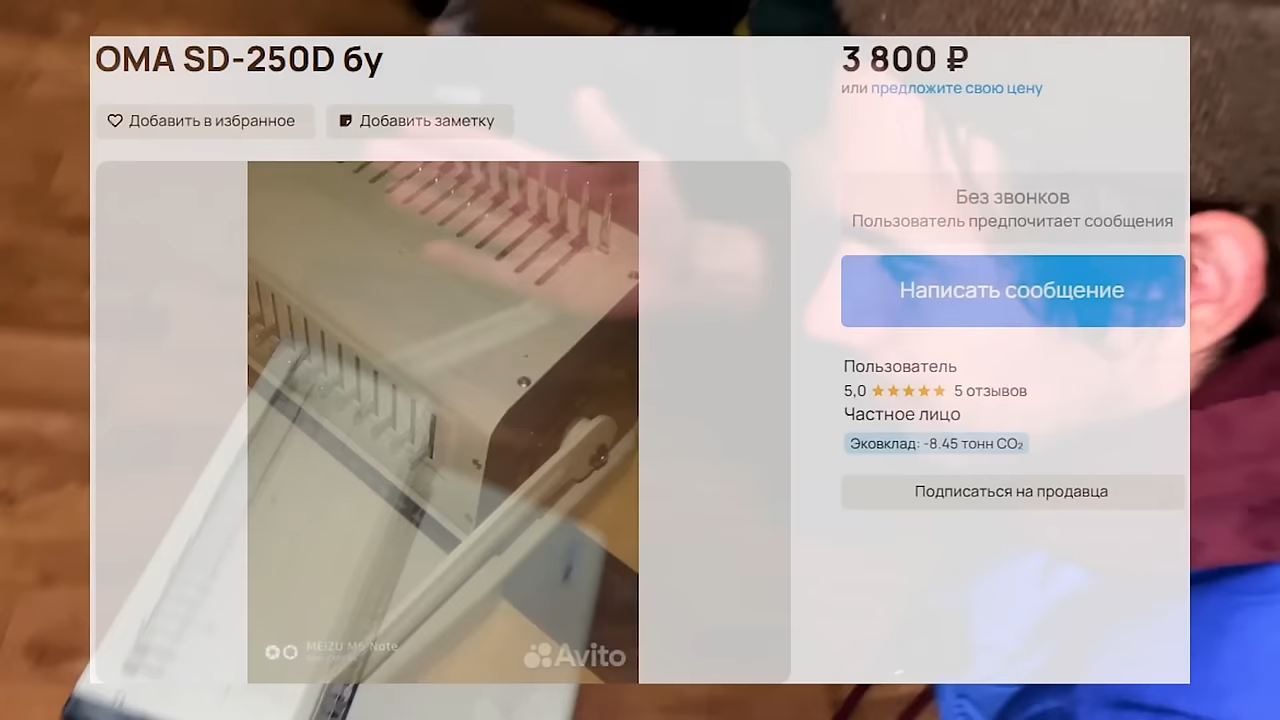 ОМА SD-250D бу
Добавить в избранное
Добавить заметку
3 800 ₽
или предложите свою цену
Без звонков
Пользователь предпочитает сообщения
Написать сообщение
Пользователь
5,0 ★★★★★ 5 отзывов
Частное лицо
Эковклад: -8.45 тонн CO₂
Подписаться на продавца
MEIZU M6 Note
Avito